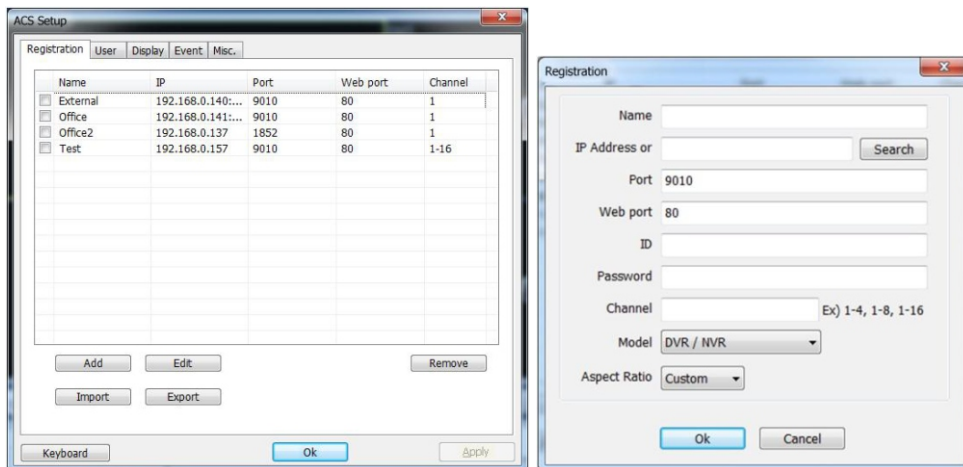 ACS Setup
Registration User Display Event Misc.
Name IP Port Web port Channel
External 192.168.0.140:... 9010 80 1
Office 192.168.0.141:... 9010 80 1
Office2 192.168.0.137 1852 80 1
Test 192.168.0.157 9010 80 1-16
Add Edit Remove
Import Export
Keyboard Ok Apply
Registration
Name
IP Address or Search
Port 9010
Web port 80
ID
Password
Channel Ex) 1-4, 1-8, 1-16
Model DVR / NVR
Aspect Ratio Custom
Ok Cancel